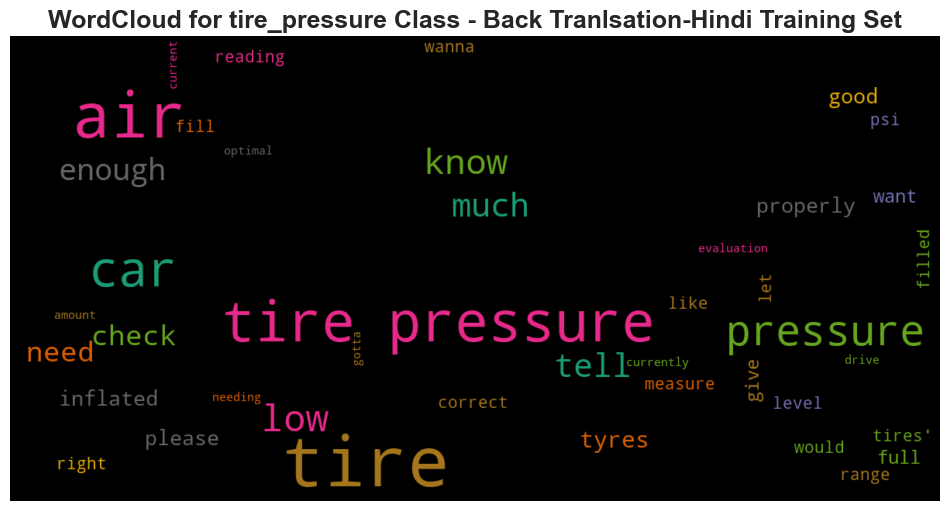 WordCloud for tire_pressure Class - Back Tranlsation-Hindi Training Set
wanna
current
reading
good
air
fill
psi
optimal
know
enough
much
want
properly
evaluation
filled
car
let
like
amount
tire pressure
pressure
check
gotta
need
tell
currently
drive
measure
give
needing
inflated
correct
level
low
please
tyres
tires'
would
full
right
tire
range